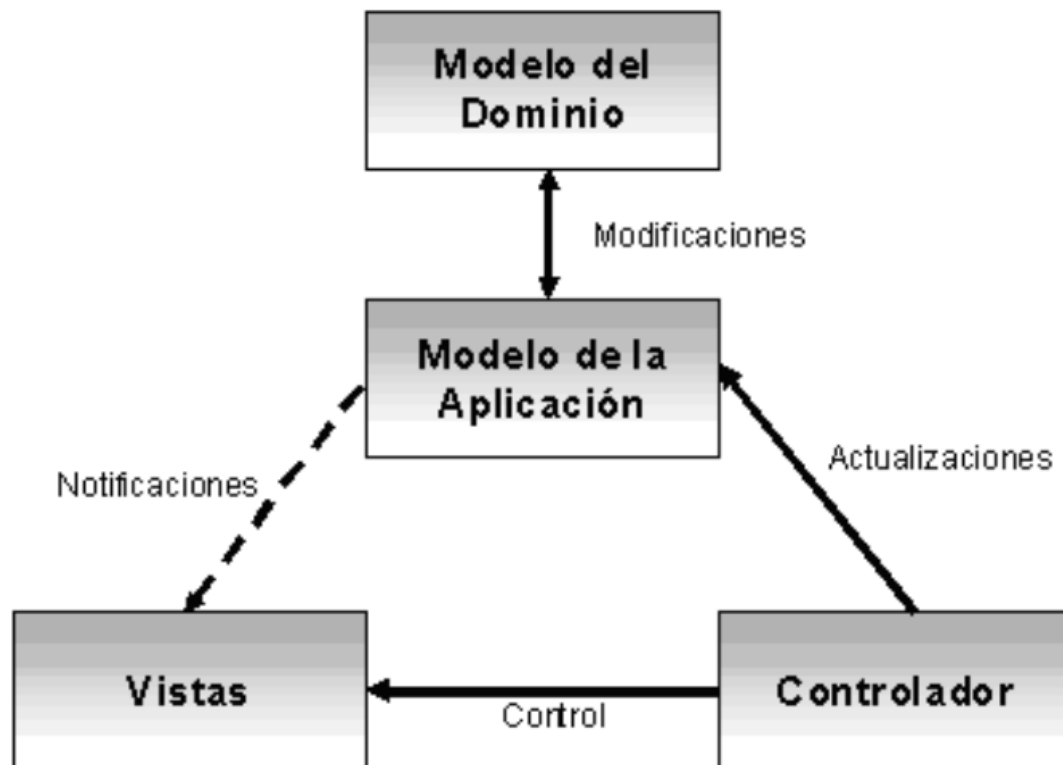 Modelo del
Dominio
Modificaciones
Modelo de la
Aplicación
Notificaciones
Actualizaciones
Vistas
Control
Controlador